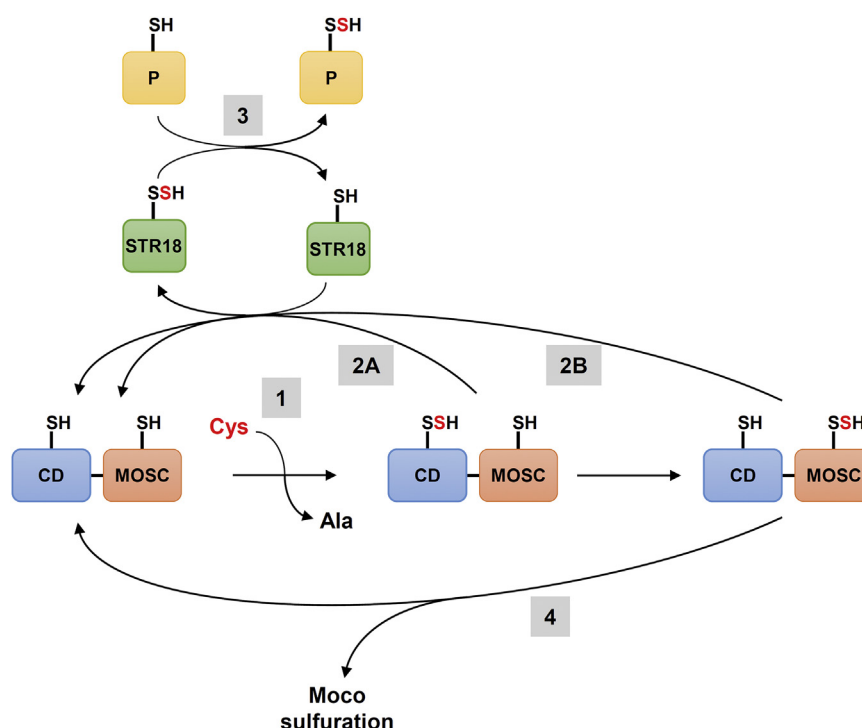 SH
SSH
P
P
3
SSH
SH
STR18
STR18
2A
2B
1
Cys
SH
SH
SSH
SH
SH
SSH
CD
MOSC
CD
MOSC
CD
MOSC
Ala
4
Moco
sulfuration